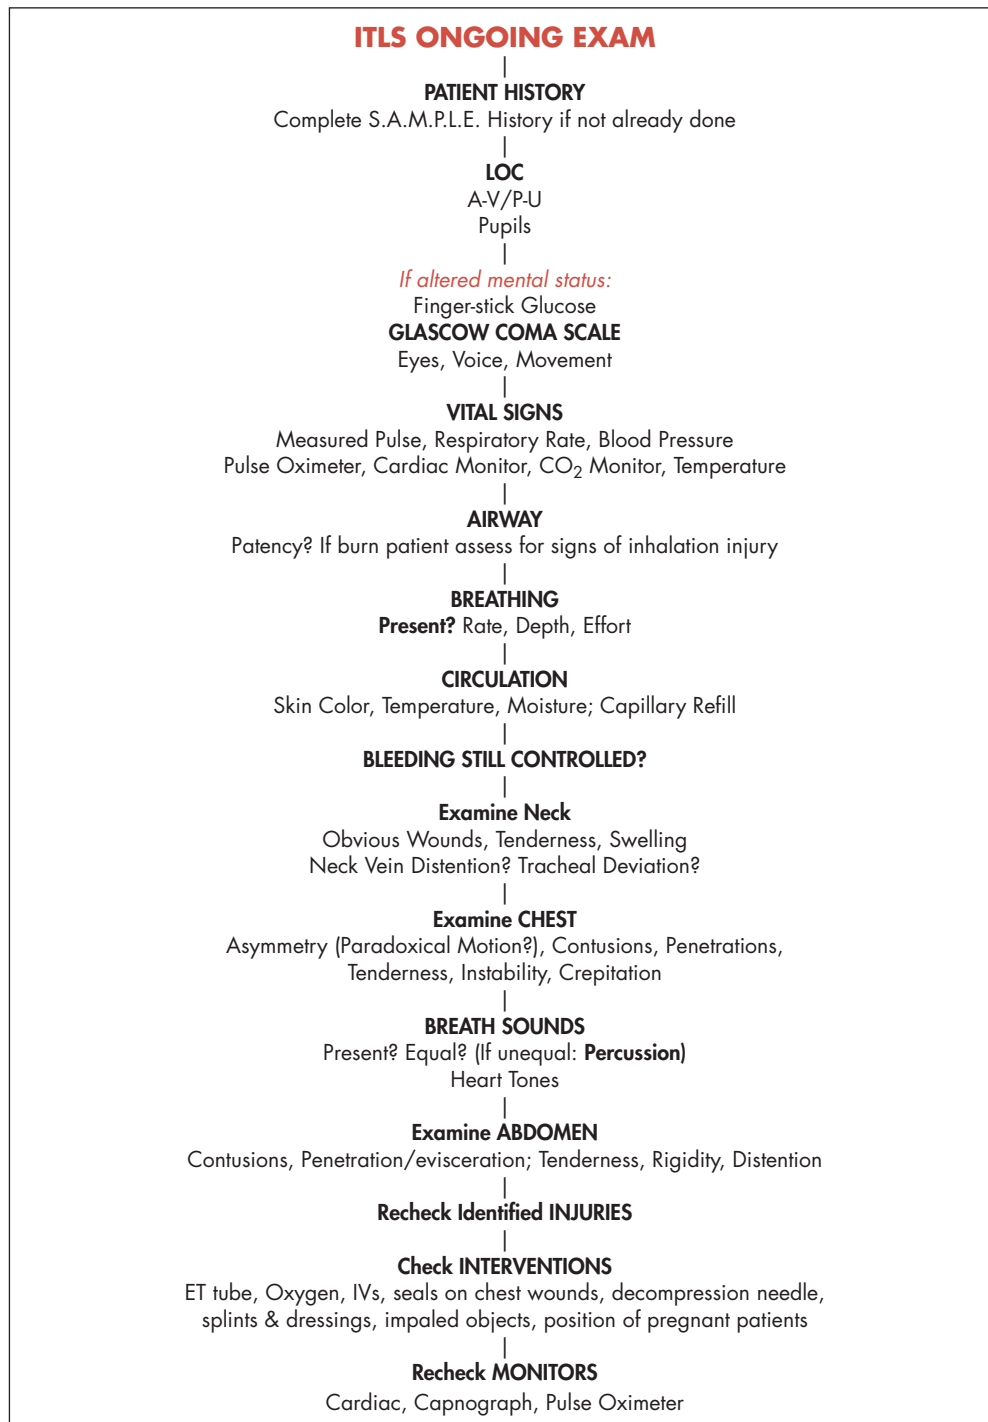 ITLS ONGOING EXAM
PATIENT HISTORY
Complete S.A.M.P.L.E. History if not already done
LOC
A-V/P-U
Pupils
If altered mental status:
Finger-stick Glucose
GLASCOW COMA SCALE
Eyes, Voice, Movement
VITAL SIGNS
Measured Pulse, Respiratory Rate, Blood Pressure
Pulse Oximeter, Cardiac Monitor, CO2 Monitor, Temperature
AIRWAY
Patency? If burn patient assess for signs of inhalation injury
BREATHING
Present? Rate, Depth, Effort
CIRCULATION
Skin Color, Temperature, Moisture; Capillary Refill
BLEEDING STILL CONTROLLED?
Examine Neck
Obvious Wounds, Tenderness, Swelling
Neck Vein Distention? Tracheal Deviation?
Examine CHEST
Asymmetry (Paradoxical Motion?), Contusions, Penetrations,
Tenderness, Instability, Crepitation
BREATH SOUNDS
Present? Equal? (If unequal: Percussion)
Heart Tones
Examine ABDOMEN
Contusions, Penetration/evisceration; Tenderness, Rigidity, Distention
Recheck Identified INJURIES
Check INTERVENTIONS
ET tube, Oxygen, IVs, seals on chest wounds, decompression needle,
splints & dressings, impaled objects, position of pregnant patients
Recheck MONITORS
Cardiac, Capnograph, Pulse Oximeter